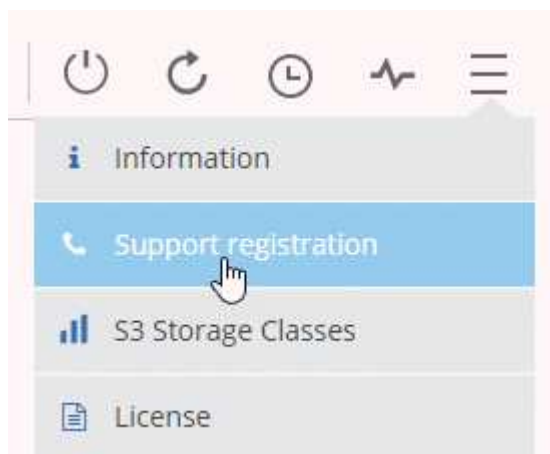 Information
Support registration
S3 Storage Classes
License